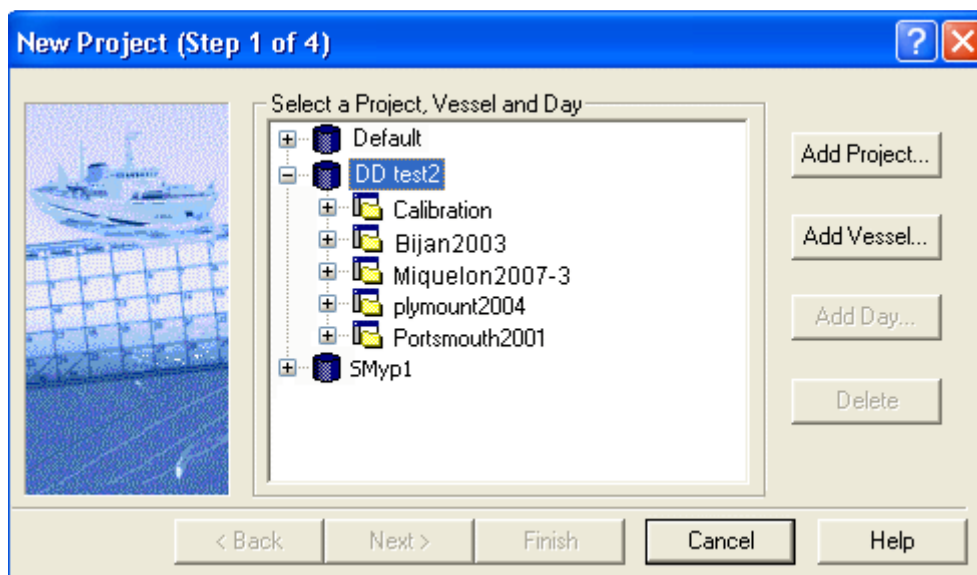 New Project (Step 1 of 4)
Select a Project, Vessel and Day
Default
DD test2
Calibration
Bijan2003
Miquelon2007-3
plymount2004
Portsmouth2001
SMyp1
Add Project...
Add Vessel...
Add Day...
Delete
< Back
Next >
Finish
Cancel
Help